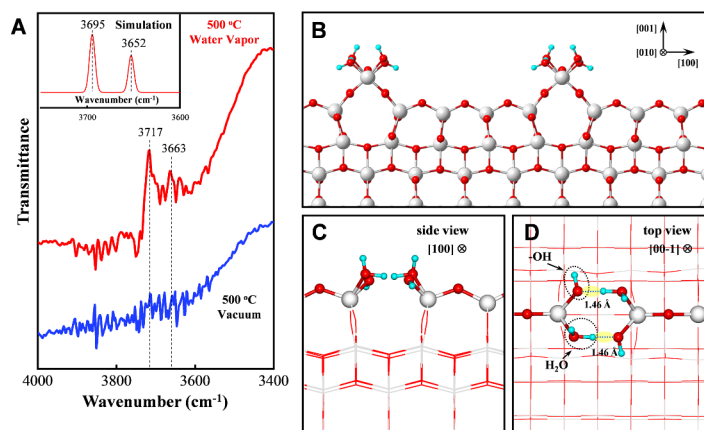 A
3695
Simulation
3652
500 °C
Water Vapor
Wavenumber (cm⁻¹)
3700
3600
3717
3663
Transmittance
500 °C
Vacuum
4000
3800
3600
3400
Wavenumber (cm⁻¹)
B
[001]
[010] ⊗
[100]
C
side view
[100] ⊗
D
top view
[00-1] ⊗
-OH
1.46 Å
1.46 Å
H₂O